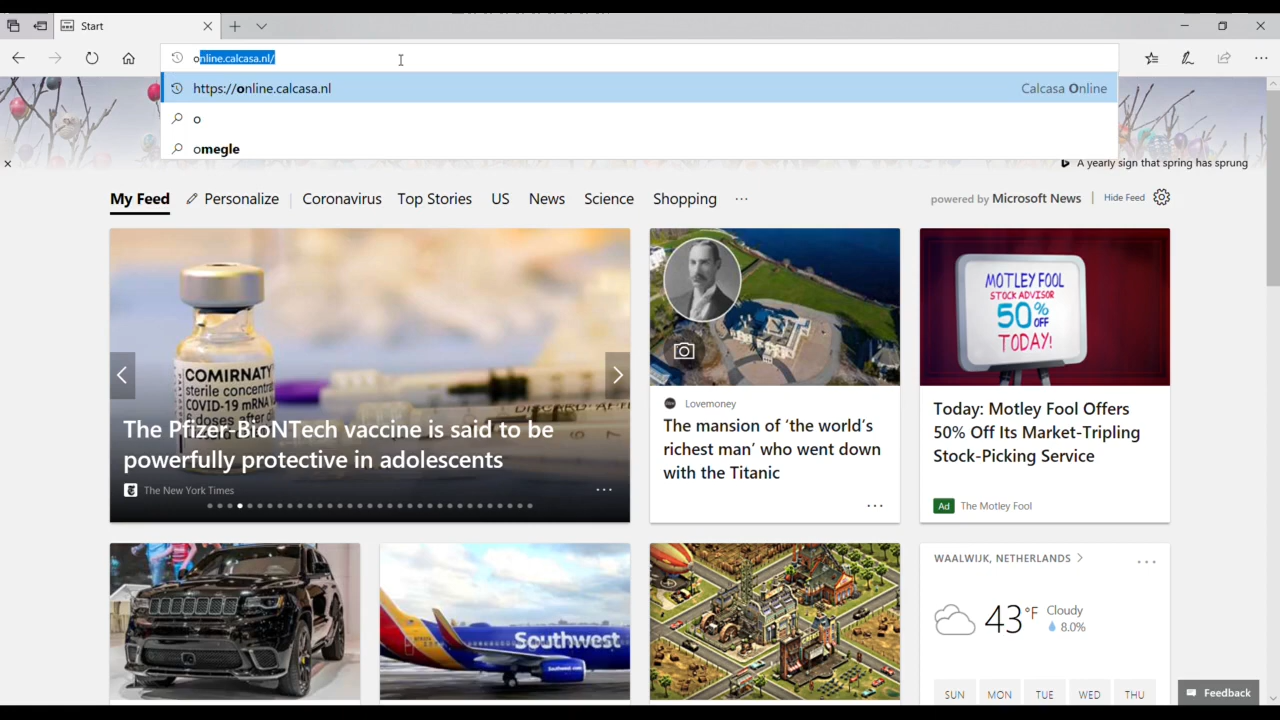 Start
online.calcasa.nl/
https://online.calcasa.nl Calcasa Online
o
omegle
A yearly sign that spring has sprung
My Feed Personalize Coronavirus Top Stories US News Science Shopping ... powered by Microsoft News Hide Feed
COMIRNATY
sterile concentra
COVID-19 mRNA
6 doses after
The Pfizer-BioNTech vaccine is said to be
powerfully protective in adolescents
The New York Times
Lovemoney
The mansion of ‘the world’s
richest man’ who went down
with the Titanic
MOTLEY FOOL
STOCK ADVISOR
50%
OFF
TODAY!
Today: Motley Fool Offers
50% Off Its Market-Tripling
Stock-Picking Service
Ad The Motley Fool
Southwest
WAALWIJK, NETHERLANDS
43°F Cloudy
8.0%
SUN MON TUE WED THU
Feedback